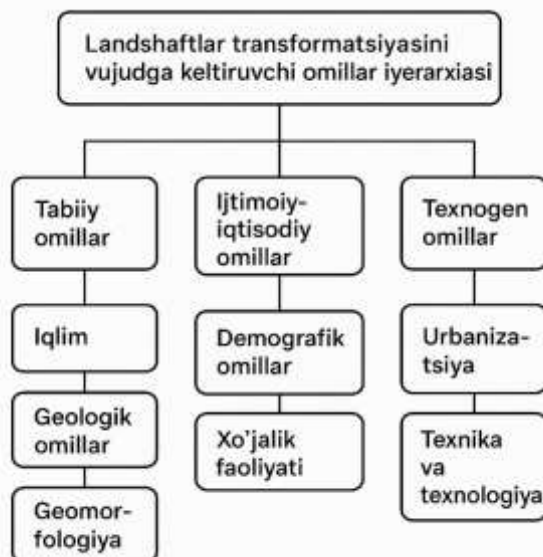 Landshaftlar transformatsiyasini
vujudga keltiruvchi omillar iyerarxiasi
Tabiiy
omillar
Iqlim
Geologik
omillar
Geomor-
fologiya
Ijtimoiy-
iqtisodiy
omillar
Demografik
omillar
Xo'jalik
faoliyati
Texnogen
omillar
Urbaniza-
tsiya
Texnika
va
texnologiya